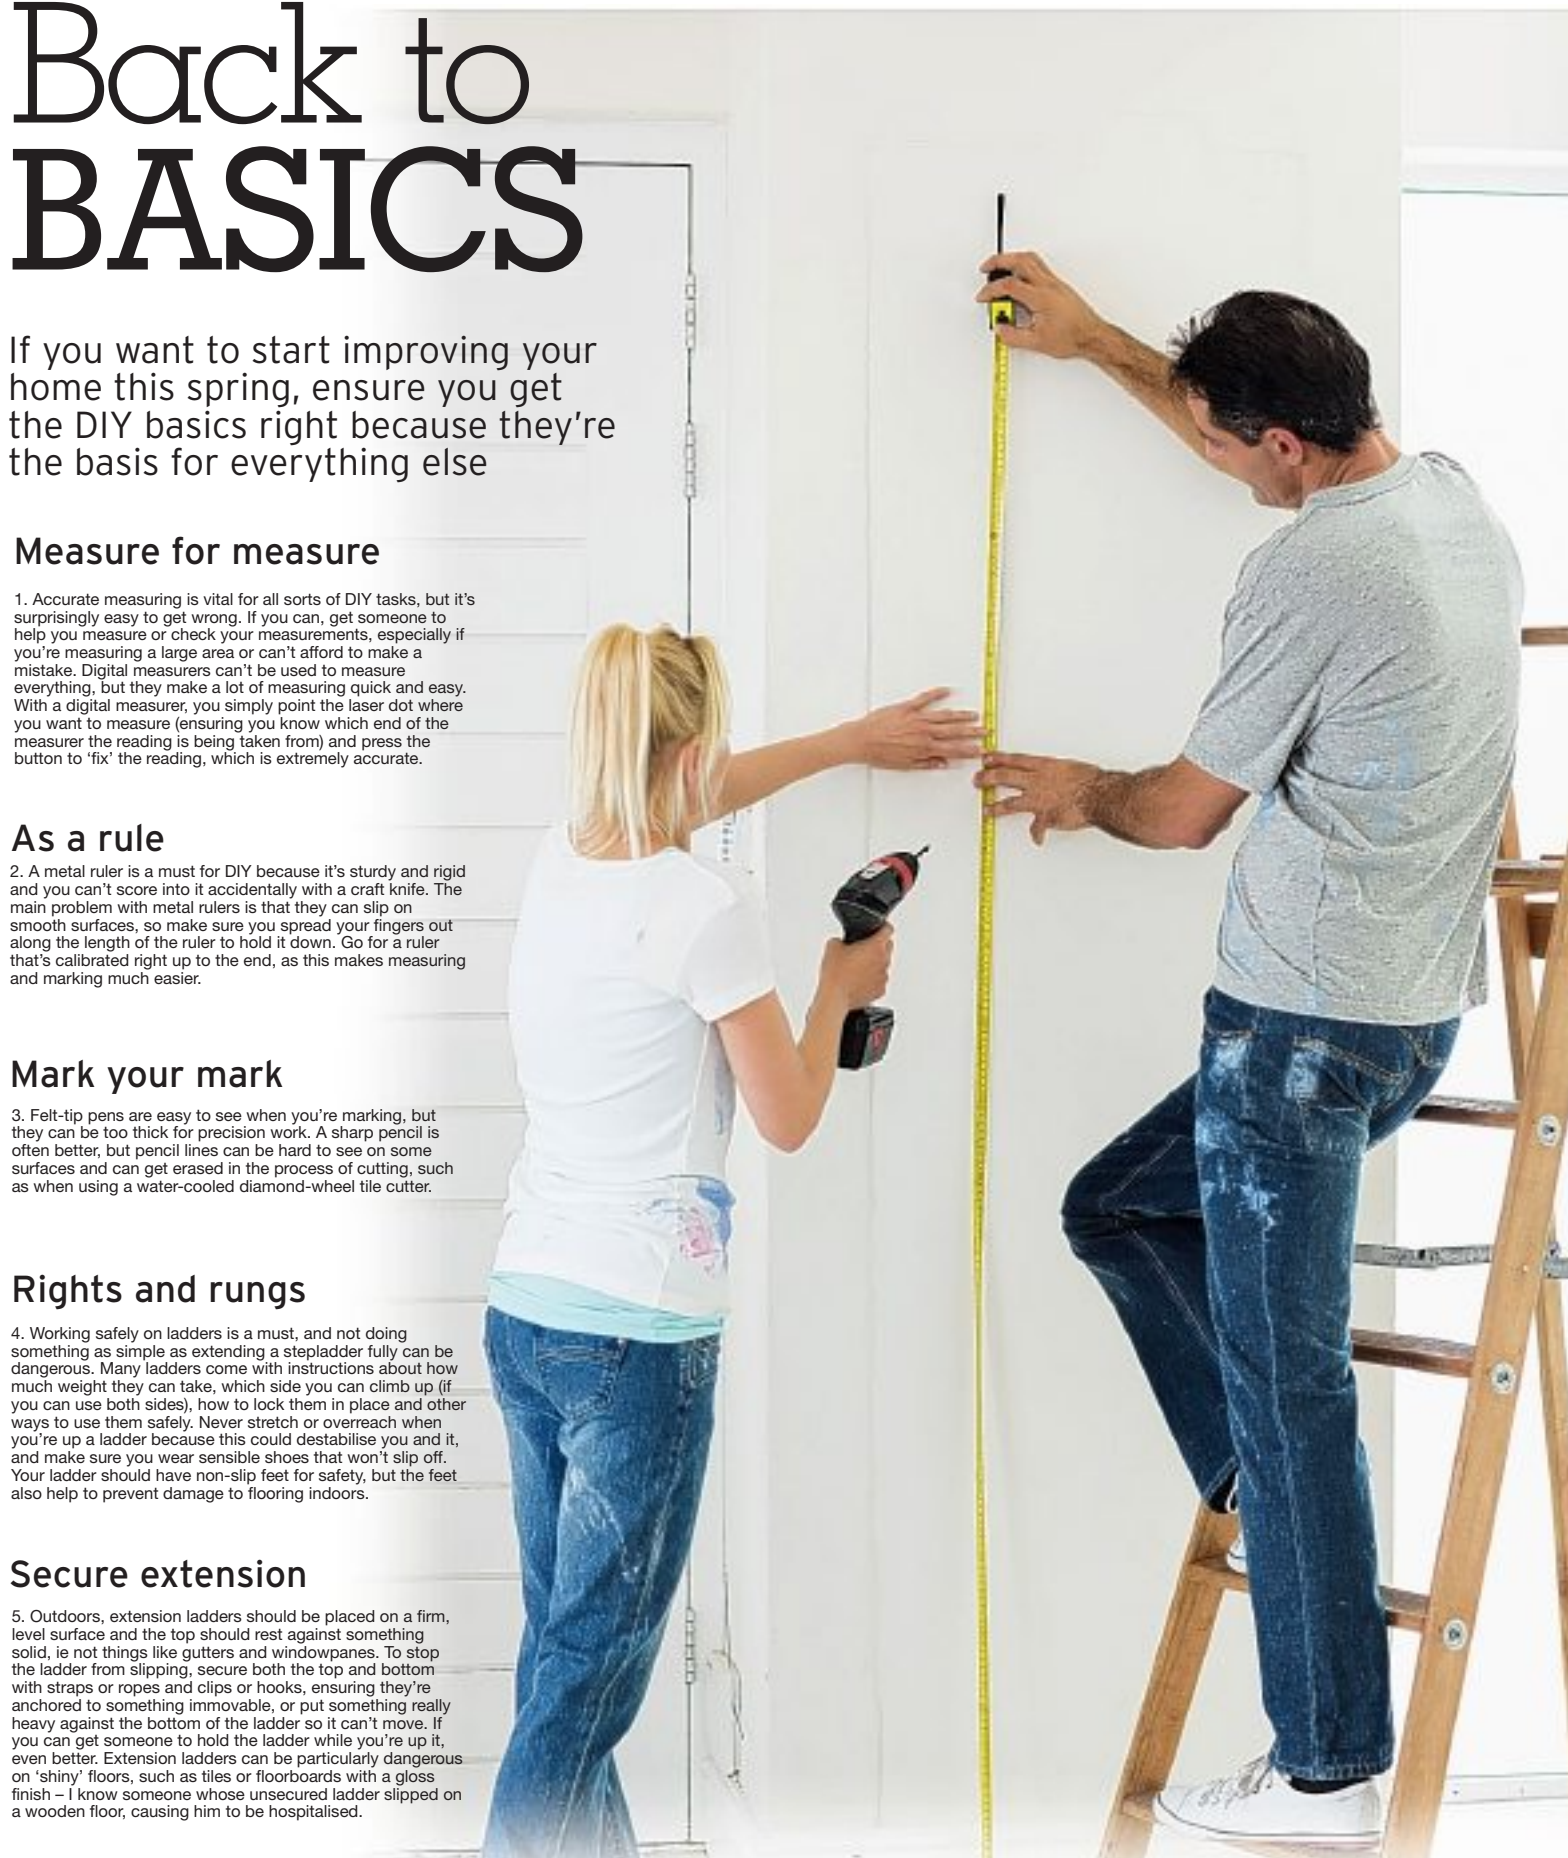 Back to
BASICS
If you want to start improving your
home this spring, ensure you get
the DIY basics right because they're
the basis for everything else
Measure for measure
1. Accurate measuring is vital for all sorts of DIY tasks, but it's
surprisingly easy to get wrong. If you can, get someone to
help you measure or check your measurements, especially if
you're measuring a large area or can't afford to make a
mistake. Digital measurers can't be used to measure
everything, but they make a lot of measuring quick and easy.
With a digital measurer, you simply point the laser dot where
you want to measure (ensuring you know which end of the
measurer the reading is being taken from) and press the
button to ‘fix’ the reading, which is extremely accurate.
As a rule
2. A metal ruler is a must for DIY because it's sturdy and rigid
and you can't score into it accidentally with a craft knife. The
main problem with metal rulers is that they can slip on
smooth surfaces, so make sure you spread your fingers out
along the length of the ruler to hold it down. Go for a ruler
that's calibrated right up to the end, as this makes measuring
and marking much easier.
Mark your mark
3. Felt-tip pens are easy to see when you're marking, but
they can be too thick for precision work. A sharp pencil is
often better, but pencil lines can be hard to see on some
surfaces and can get erased in the process of cutting, such
as when using a water-cooled diamond-wheel tile cutter.
Rights and rungs
4. Working safely on ladders is a must, and not doing
something as simple as extending a stepladder fully can be
dangerous. Many ladders come with instructions about how
much weight they can take, which side you can climb up (if
you can use both sides), how to lock them in place and other
ways to use them safely. Never stretch or overreach when
you're up a ladder because this could destabilise you and it,
and make sure you wear sensible shoes that won't slip off.
Your ladder should have non-slip feet for safety, but the feet
also help to prevent damage to flooring indoors.
Secure extension
5. Outdoors, extension ladders should be placed on a firm,
level surface and the top should rest against something
solid, ie not things like gutters and windowpanes. To stop
the ladder from slipping, secure both the top and bottom
with straps or ropes and clips or hooks, ensuring they're
anchored to something immovable, or put something really
heavy against the bottom of the ladder so it can't move. If
you can get someone to hold the ladder while you're up it,
even better. Extension ladders can be particularly dangerous
on ‘shiny’ floors, such as tiles or floorboards with a gloss
finish – I know someone whose unsecured ladder slipped on
a wooden floor, causing him to be hospitalised.